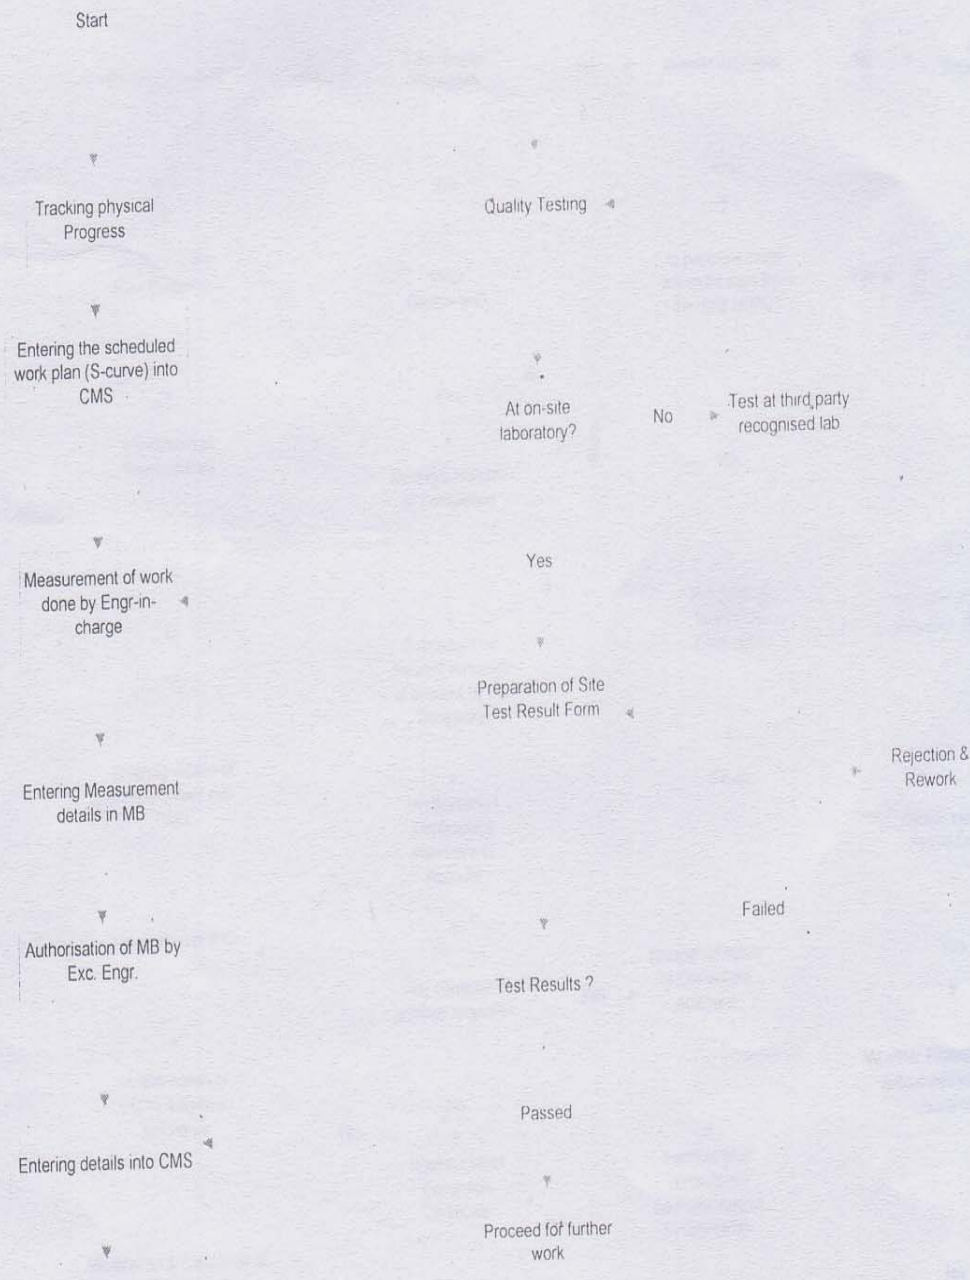 Start
Tracking physical
Progress
Entering the scheduled
work plan (S-curve) into
CMS
Measurement of work
done by Engr-in-
charge
Entering Measurement
details in MB
Authorisation of MB by
Exc. Engr.
Entering details into CMS
Quality Testing
At on-site
laboratory?
No
Test at third party
recognised lab
Yes
Preparation of Site
Test Result Form
Rejection &
Rework
Failed
Test Results ?
Passed
Proceed for further
work